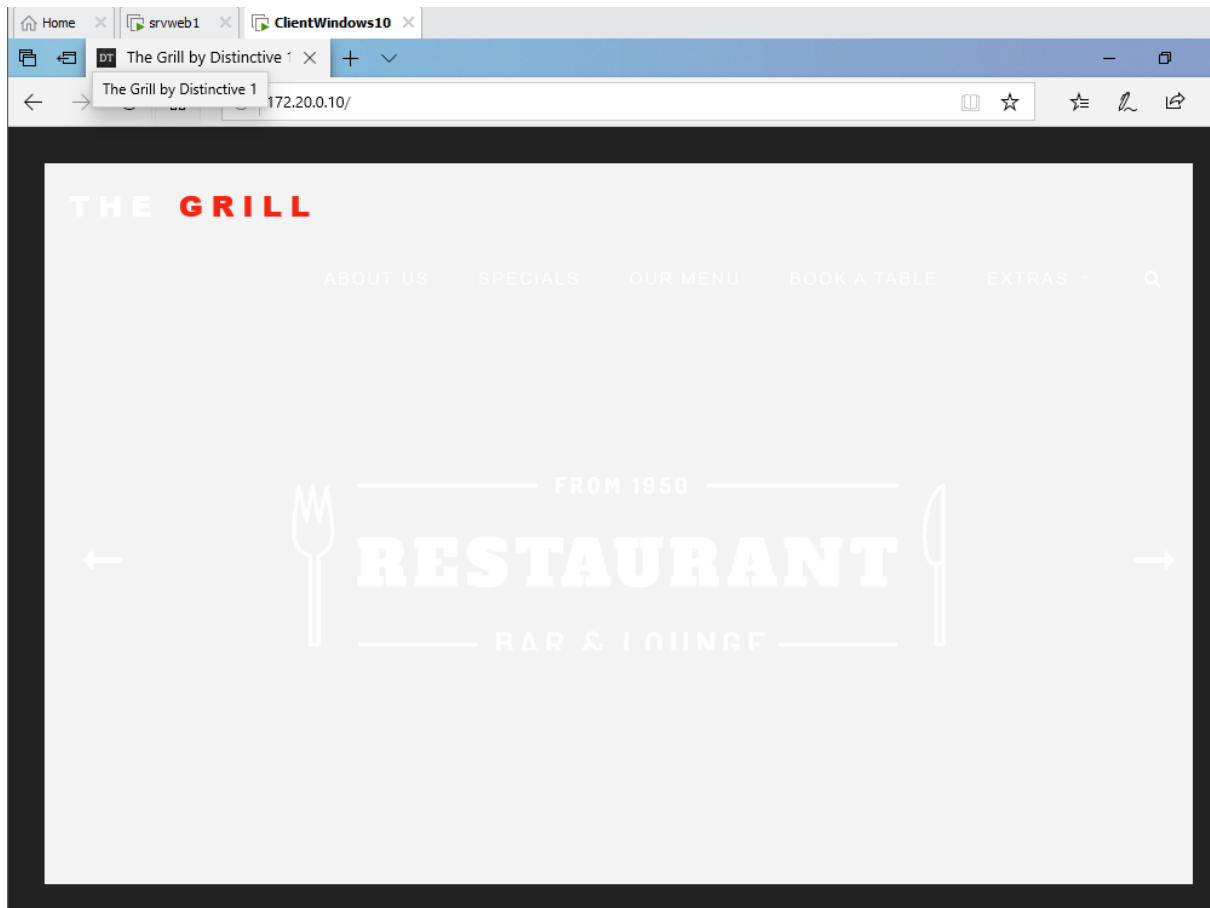 Home srvweb1 ClientWindows10
DT The Grill by Distinctive 1
The Grill by Distinctive 1
172.20.0.10/
THE GRILL
ABOUT US SPECIALS OUR MENU BOOK A TABLE EXTRAS
FROM 1950
RESTAURANT
BAR & LOUNGE